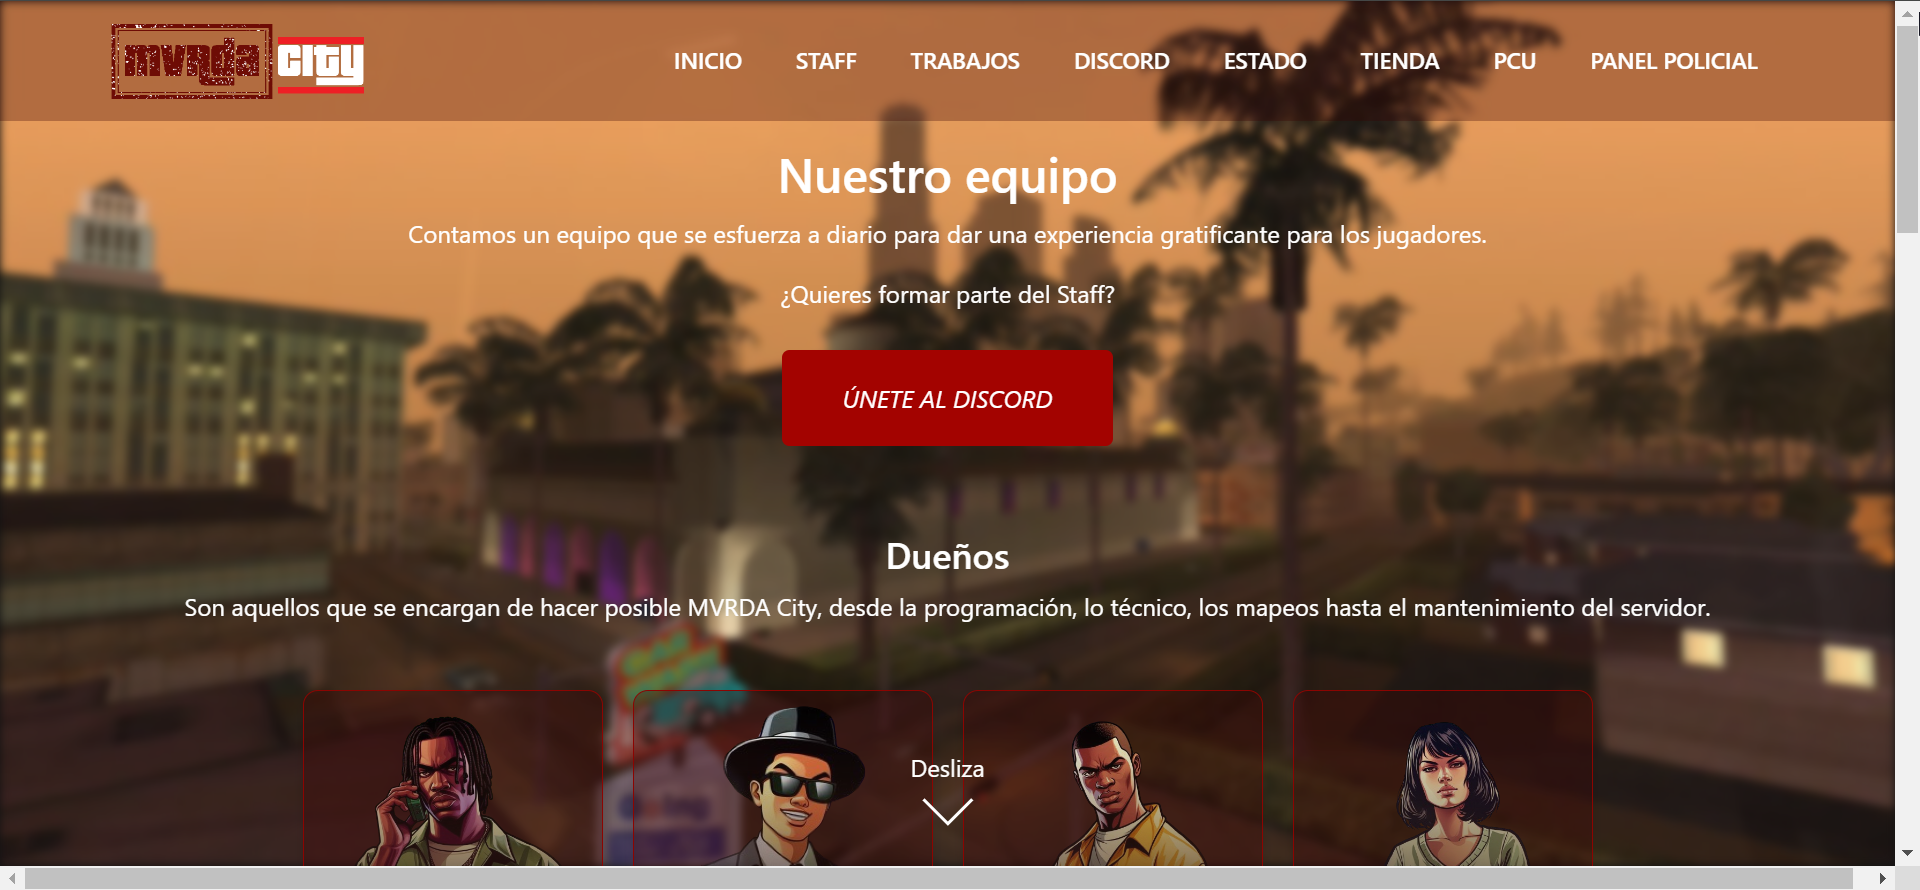 mvrda city
INICIO STAFF TRABAJOS DISCORD ESTADO TIENDA PCU PANEL POLICIAL
Nuestro equipo
Contamos un equipo que se esfuerza a diario para dar una experiencia gratificante para los jugadores.
¿Quieres formar parte del Staff?
ÚNETE AL DISCORD
Dueños
Son aquellos que se encargan de hacer posible MVRDA City, desde la programación, lo técnico, los mapeos hasta el mantenimiento del servidor.
Desliza